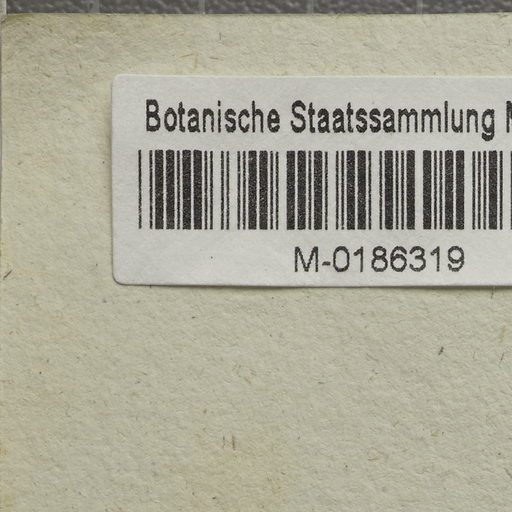 Botanische Staatssammlung
M-0186319